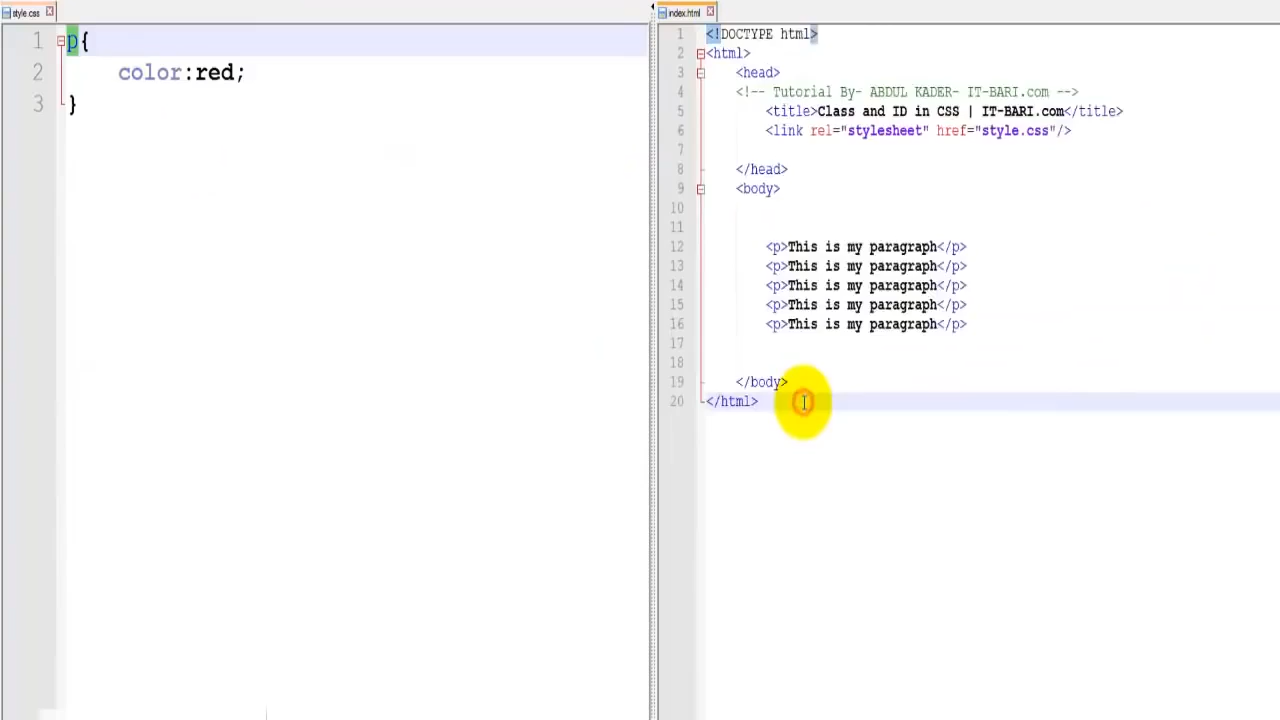 style.css
1 p{
2 color:red;
3 }
index.html
1 <!DOCTYPE html>
2 <html>
3 <head>
4 <!-- Tutorial By- ABDUL KADER- IT-BARI.com -->
5 <title>Class and ID in CSS | IT-BARI.com</title>
6 <link rel="stylesheet" href="style.css"/>
7
8 </head>
9 <body>
10
11
12 <p>This is my paragraph</p>
13 <p>This is my paragraph</p>
14 <p>This is my paragraph</p>
15 <p>This is my paragraph</p>
16 <p>This is my paragraph</p>
17
18
19 </body>
20 </html>